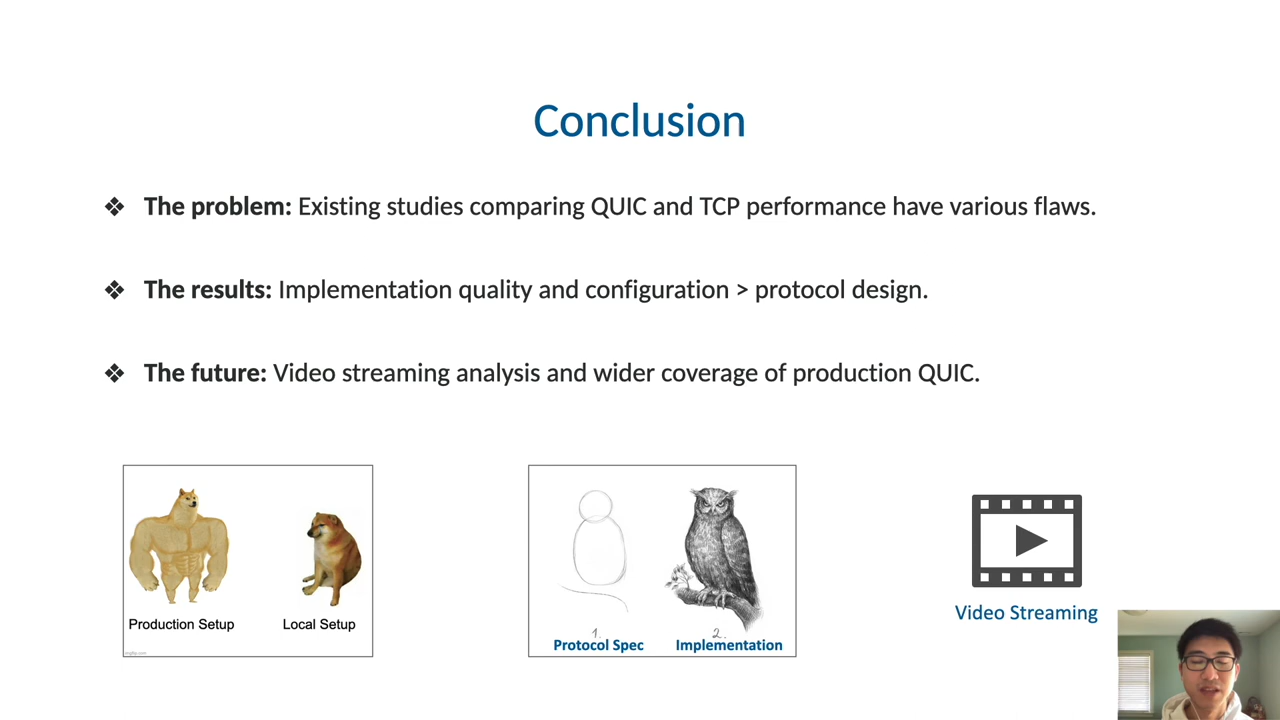 Conclusion
❖ The problem: Existing studies comparing QUIC and TCP performance have various flaws.
❖ The results: Implementation quality and configuration > protocol design.
❖ The future: Video streaming analysis and wider coverage of production QUIC.
Production Setup Local Setup
imgflip.com
1. 2.
Protocol Spec Implementation
Video Streaming